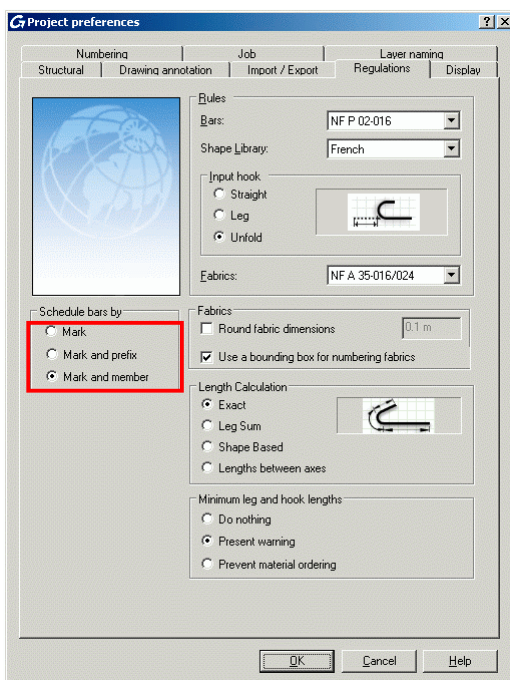 Project preferences
Numbering Job Layer naming
Structural Drawing annotation Import / Export Regulations Display
Rules
Bars: NF P 02-016
Shape Library: French
Input hook
Straight
Leg
Unfold
Fabrics: NF A 35-016/024
Schedule bars by
Mark
Mark and prefix
Mark and member
Fabrics
Round fabric dimensions 0.1 m
Use a bounding box for numbering fabrics
Length Calculation
Exact
Leg Sum
Shape Based
Lengths between axes
Minimum leg and hook lengths
Do nothing
Present warning
Prevent material ordering
OK Cancel Help